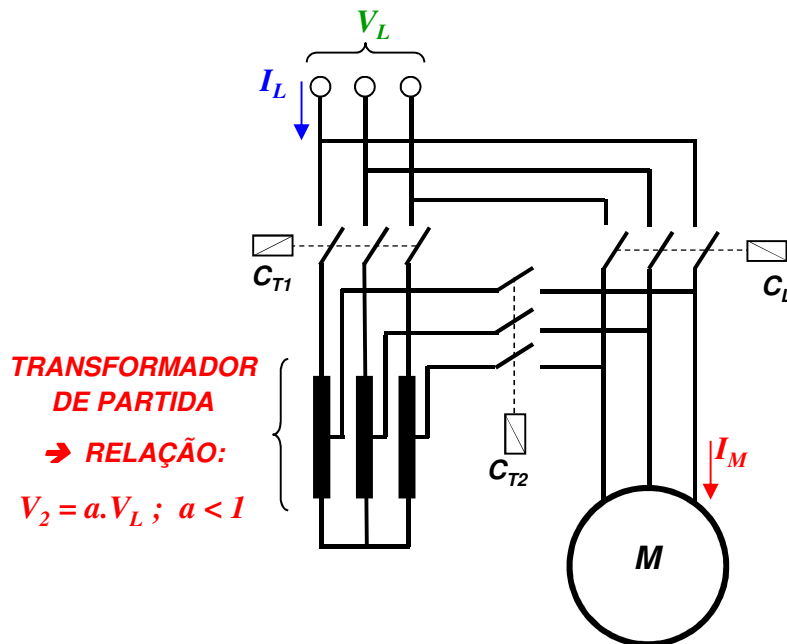 V_L
I_L
C_T1
C_L
TRANSFORMADOR
DE PARTIDA
➔ RELAÇÃO:
V_2 = a.V_L ; a < 1
C_T2
I_M
M